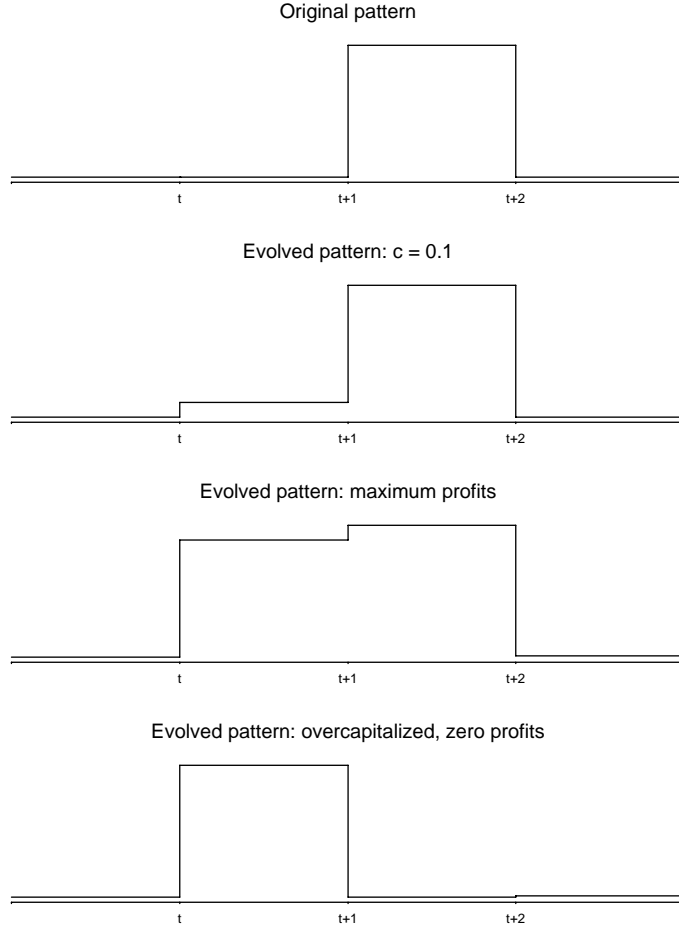 Original pattern
t t+1 t+2
Evolved pattern: c = 0.1
t t+1 t+2
Evolved pattern: maximum profits
t t+1 t+2
Evolved pattern: overcapitalized, zero profits
t t+1 t+2